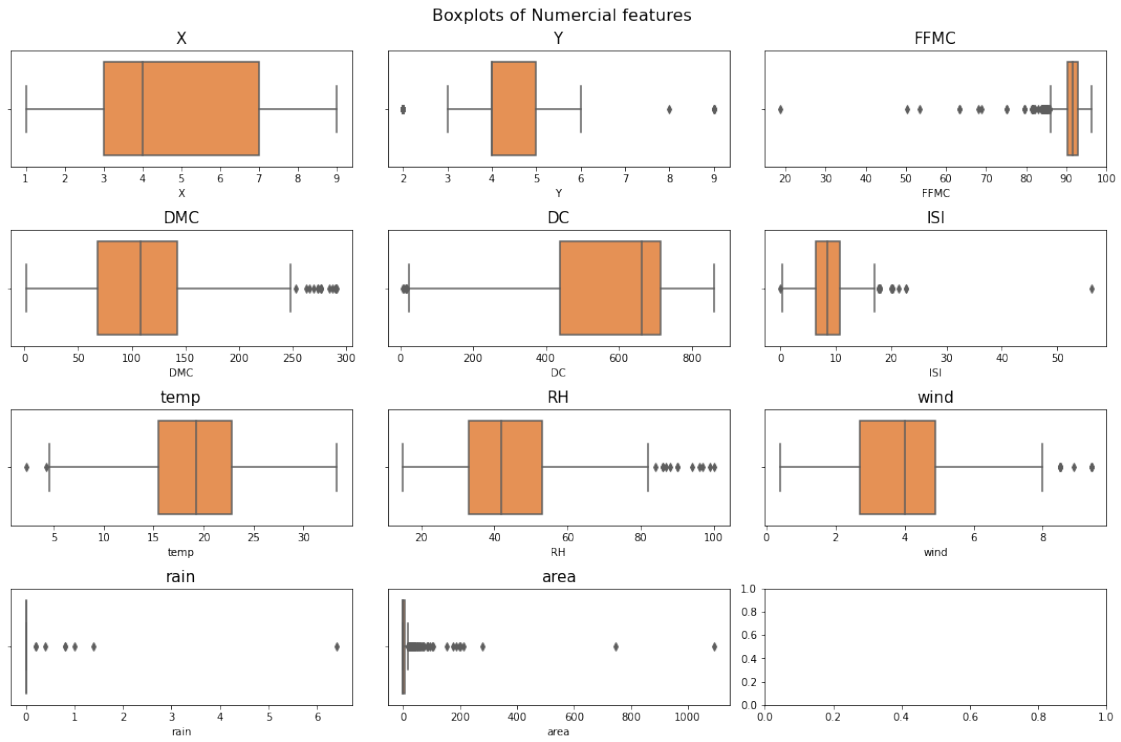 Boxplots of Numercial features
X
Y
FFMC
1 2 3 4 5 6 7 8 9
2 3 4 5 6 7 8 9
20 30 40 50 60 70 80 90 100
X
Y
FFMC
DMC
DC
ISI
0 50 100 150 200 250 300
0 200 400 600 800
0 10 20 30 40 50
DMC
DC
ISI
temp
RH
wind
5 10 15 20 25 30
20 40 60 80 100
0 2 4 6 8
temp
RH
wind
rain
area
1.0
0.8
0.6
0.4
0.2
0.0
0 1 2 3 4 5 6
0 200 400 600 800 1000
0.0 0.2 0.4 0.6 0.8 1.0
rain
area